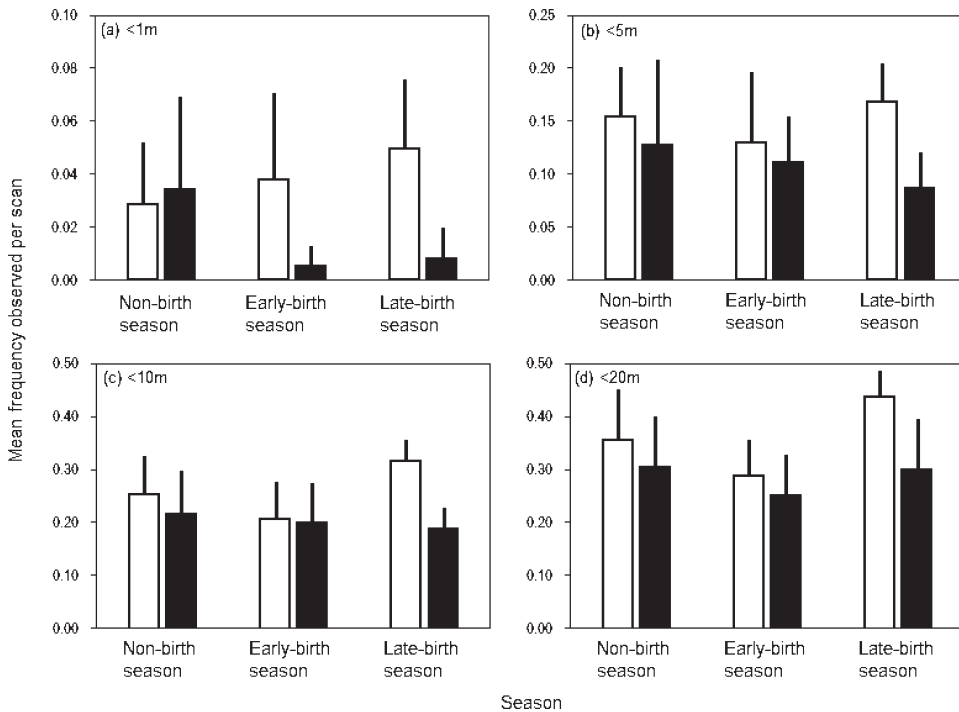 Mean frequency observed per scan
(a) <1m
0.10
0.08
0.06
0.04
0.02
0.00
Non-birth season
Early-birth season
Late-birth season
(b) <5m
0.25
0.20
0.15
0.10
0.05
0.00
Non-birth season
Early-birth season
Late-birth season
(c) <10m
0.50
0.40
0.30
0.20
0.10
0.00
Non-birth season
Early-birth season
Late-birth season
(d) <20m
0.50
0.40
0.30
0.20
0.10
0.00
Non-birth season
Early-birth season
Late-birth season
Season